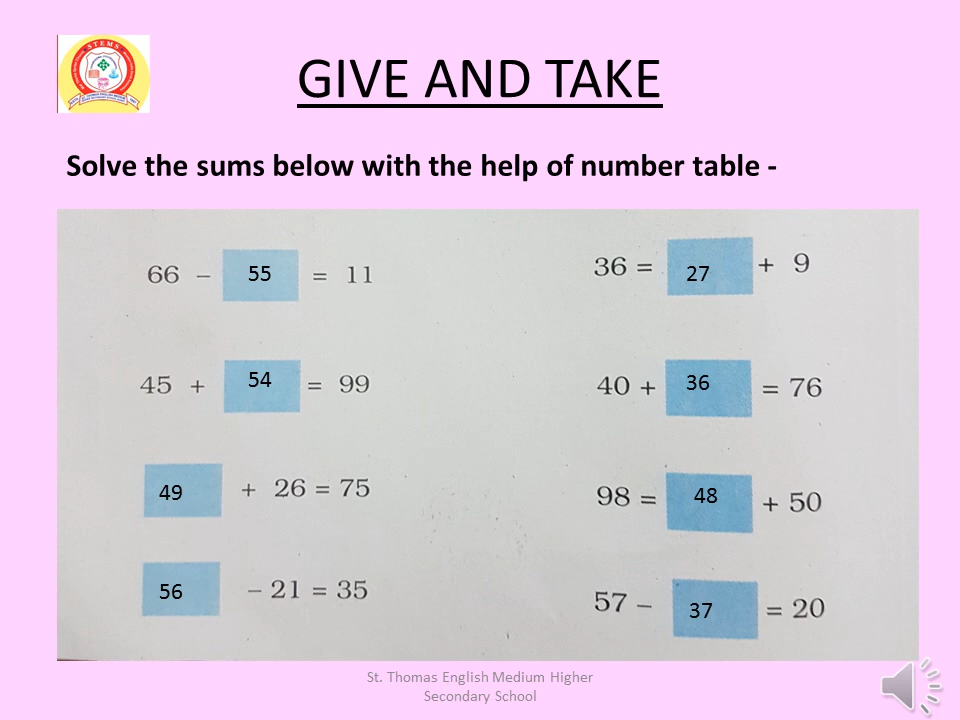 STEMS
GIVE AND TAKE
Solve the sums below with the help of number table -
66 – 55 = 11
36 = 27 + 9
45 + 54 = 99
40 + 36 = 76
49 + 26 = 75
98 = 48 + 50
56 – 21 = 35
57 – 37 = 20
St. Thomas English Medium Higher
Secondary School